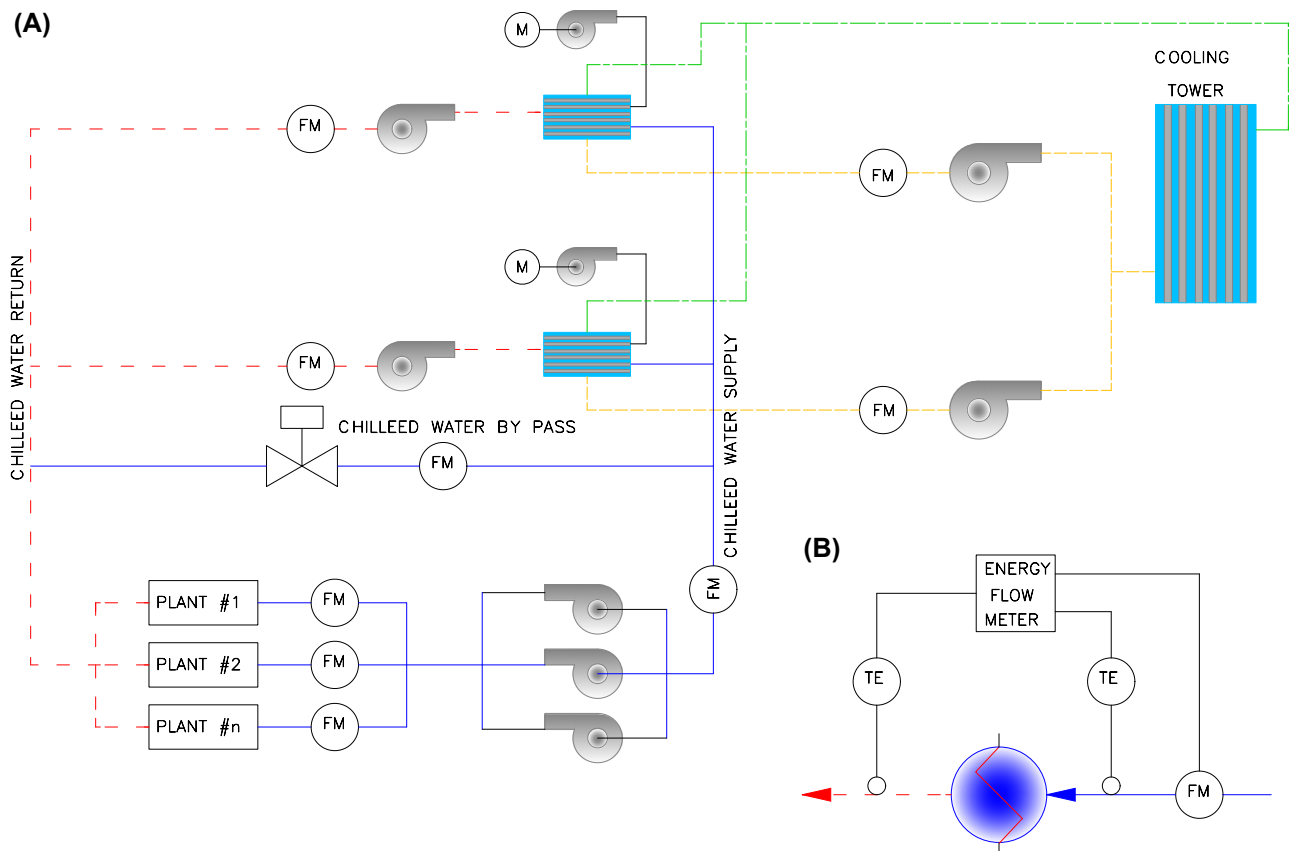 (A)
M
COOLING
TOWER
FM
FM
M
FM
FM
CHILLED WATER RETURN
CHILLEED WATER SUPPLY
CHILLEED WATER BY PASS
FM
(B)
FM
ENERGY
FLOW
METER
PLANT #1
FM
PLANT #2
FM
PLANT #n
FM
TE
TE
FM